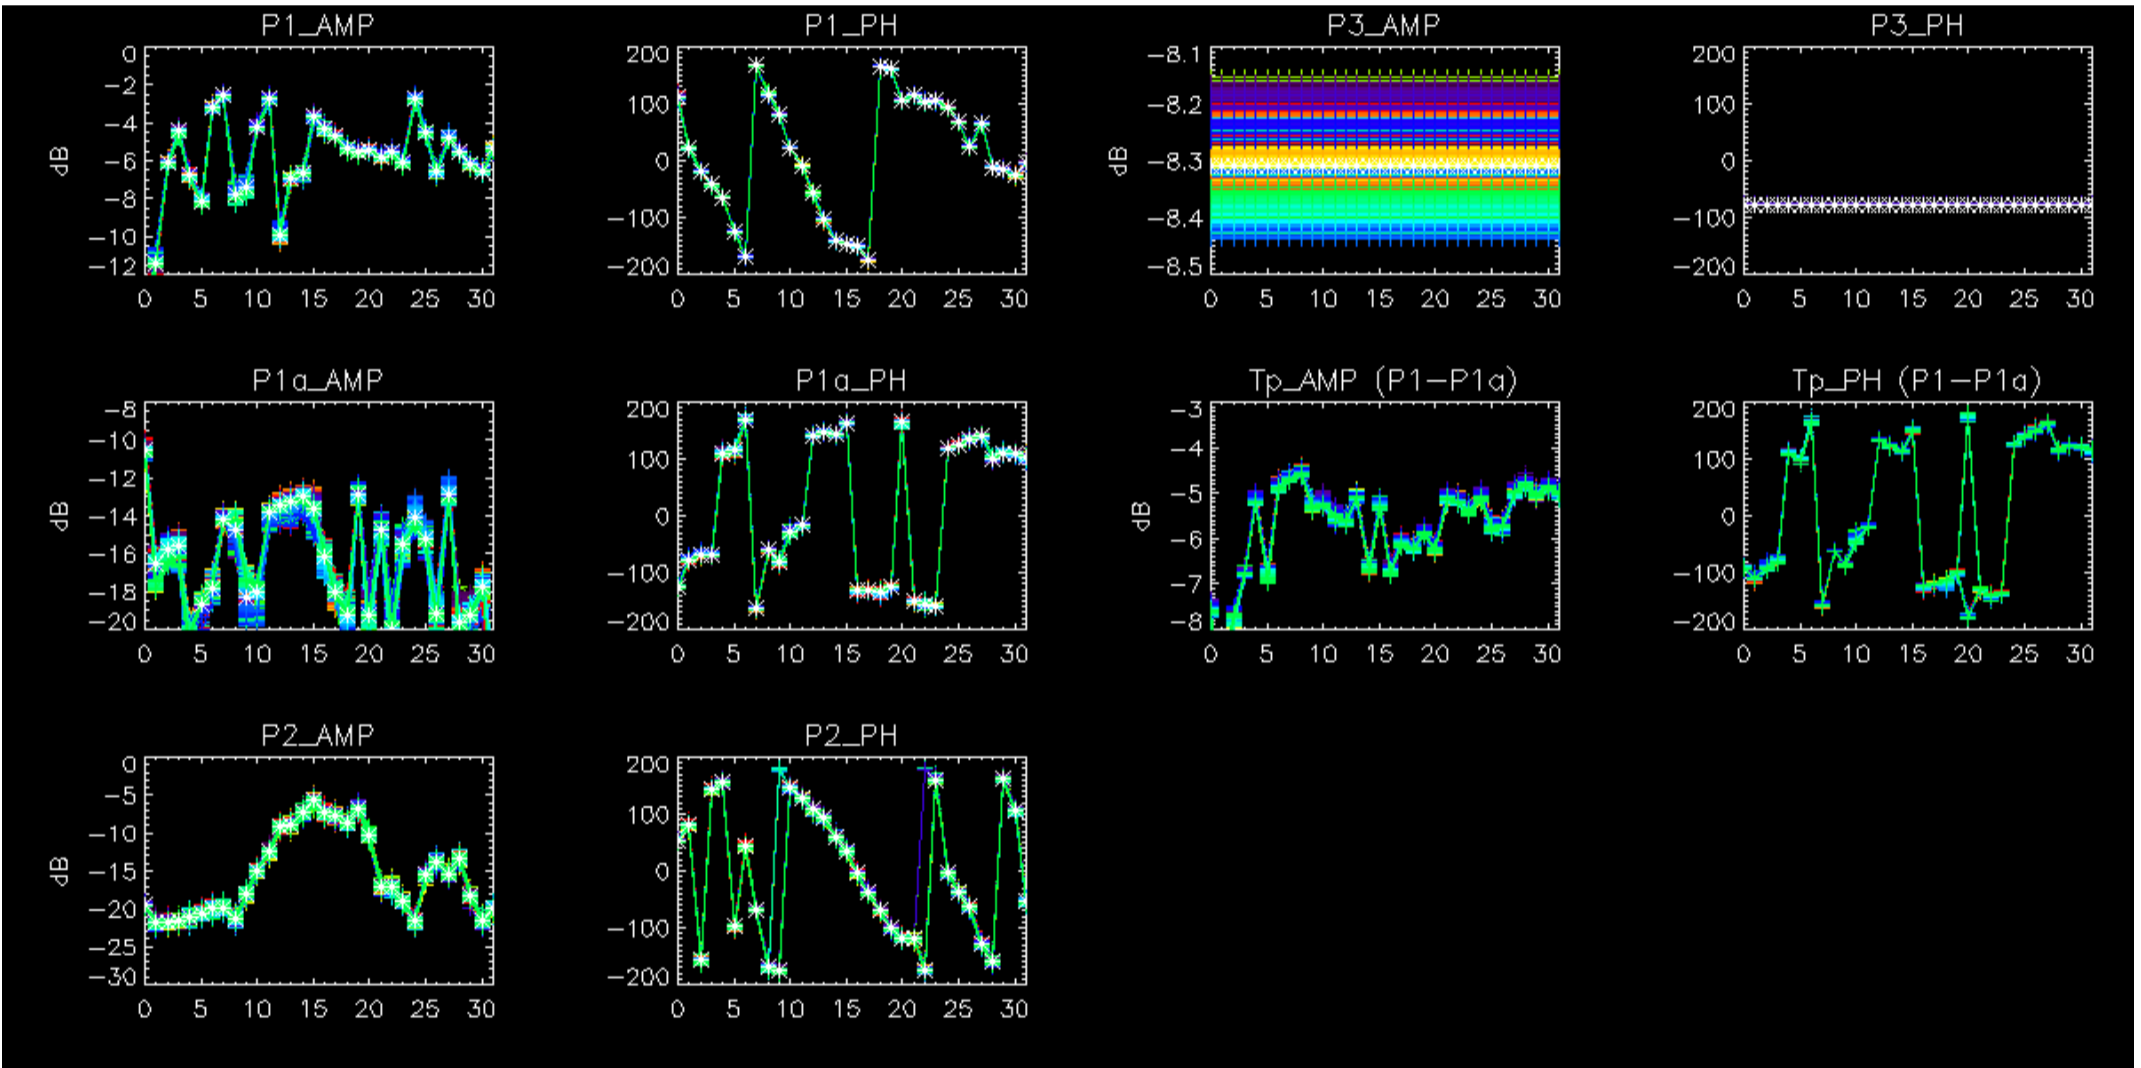 P1_AMP
0
-2
-4
-6
-8
-10
-12
dB
0 5 10 15 20 25 30
P1_PH
200
100
0
-100
-200
0 5 10 15 20 25 30
P3_AMP
-8.1
-8.2
-8.3
-8.4
-8.5
dB
0 5 10 15 20 25 30
P3_PH
200
100
0
-100
-200
0 5 10 15 20 25 30
P1a_AMP
-8
-10
-12
-14
-16
-18
-20
dB
0 5 10 15 20 25 30
P1a_PH
200
100
0
-100
-200
0 5 10 15 20 25 30
Tp_AMP (P1-P1a)
-3
-4
-5
-6
-7
-8
dB
0 5 10 15 20 25 30
Tp_PH (P1-P1a)
200
100
0
-100
-200
0 5 10 15 20 25 30
P2_AMP
0
-5
-10
-15
-20
-25
-30
dB
0 5 10 15 20 25 30
P2_PH
200
100
0
-100
-200
0 5 10 15 20 25 30